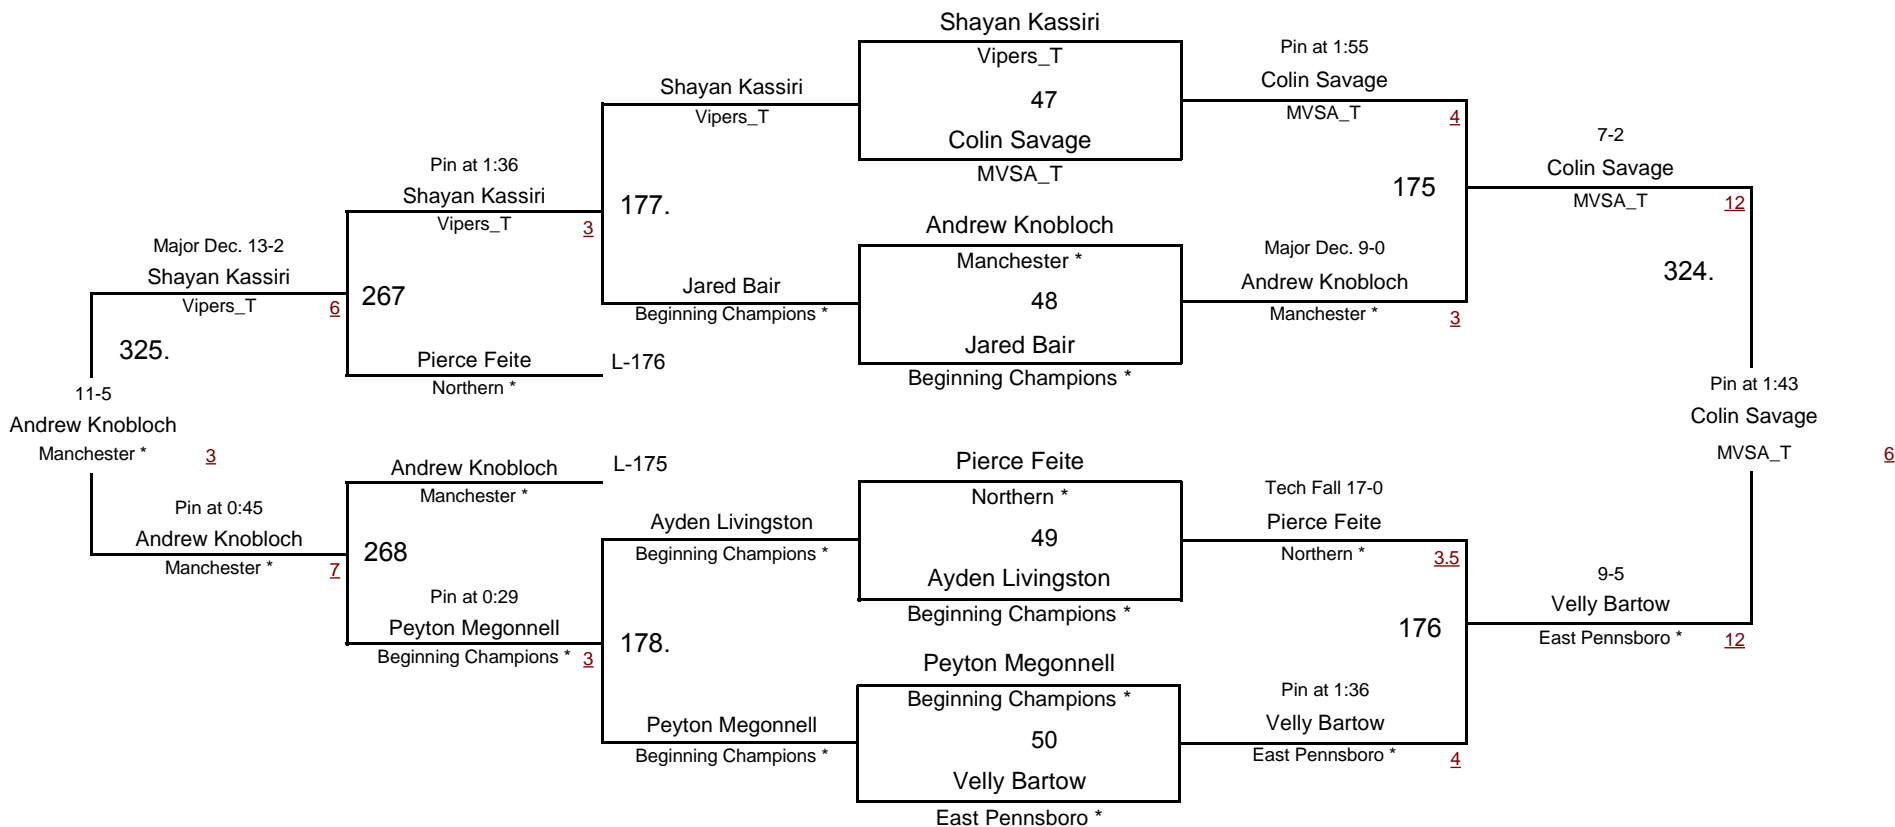 Shayan Kassiri
Vipers_T
47
Colin Savage
MVSA_T
Pin at 1:55
Colin Savage
MVSA_T
4
Shayan Kassiri
Vipers_T
7-2
Colin Savage
MVSA_T
12
Pin at 1:36
Shayan Kassiri
Vipers_T
3
177.
175
Andrew Knobloch
Manchester *
48
Jared Bair
Beginning Champions *
Major Dec. 9-0
Andrew Knobloch
Manchester *
3
Major Dec. 13-2
Shayan Kassiri
Vipers_T
6
267
Jared Bair
Beginning Champions *
324.
325.
Pierce Feite
Northern *
L-176
11-5
Andrew Knobloch
Manchester *
3
Pin at 1:43
Colin Savage
MVSA_T
6
Andrew Knobloch
Manchester *
L-175
Pierce Feite
Northern *
49
Ayden Livingston
Beginning Champions *
Tech Fall 17-0
Pierce Feite
Northern *
3.5
Pin at 0:45
Andrew Knobloch
Manchester *
7
268
Ayden Livingston
Beginning Champions *
Pin at 0:29
Peyton Megonnell
Beginning Champions *
3
178.
176
9-5
Velly Bartow
East Pennsboro *
12
Peyton Megonnell
Beginning Champions *
50
Velly Bartow
East Pennsboro *
Pin at 1:36
Velly Bartow
East Pennsboro *
4
Peyton Megonnell
Beginning Champions *